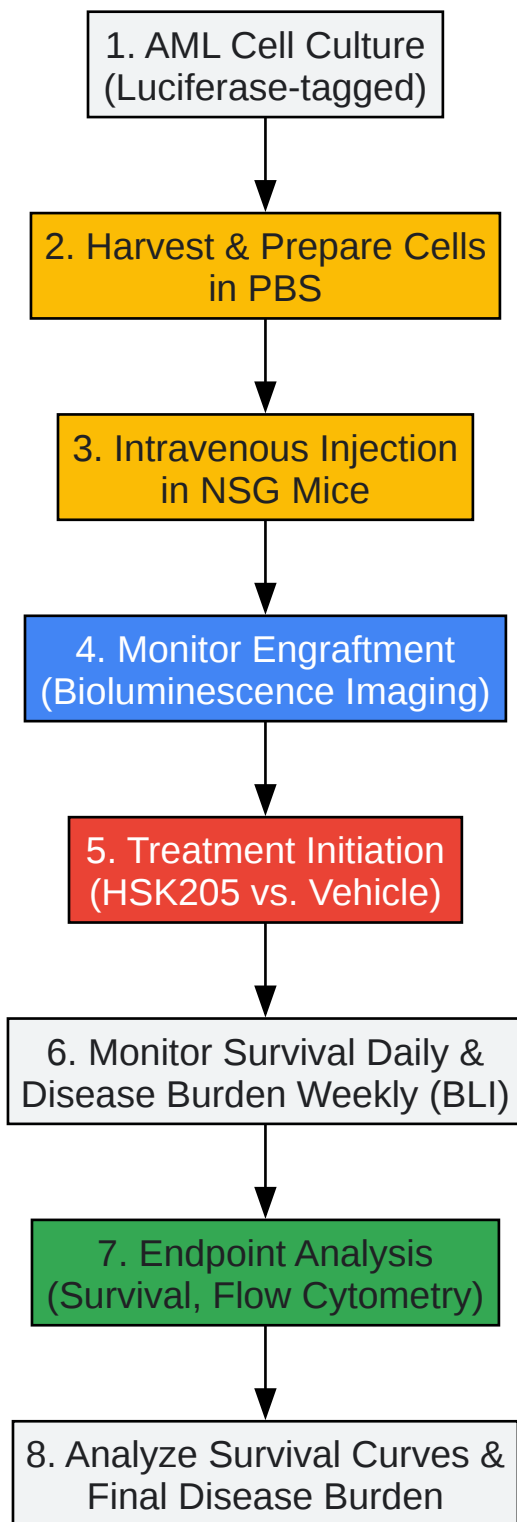 1. AML Cell Culture
(Luciferase-tagged)
2. Harvest & Prepare Cells
in PBS
3. Intravenous Injection
in NSG Mice
4. Monitor Engraftment
(Bioluminescence Imaging)
5. Treatment Initiation
(HSK205 vs. Vehicle)
6. Monitor Survival Daily &
Disease Burden Weekly (BLI)
7. Endpoint Analysis
(Survival, Flow Cytometry)
8. Analyze Survival Curves &
Final Disease Burden